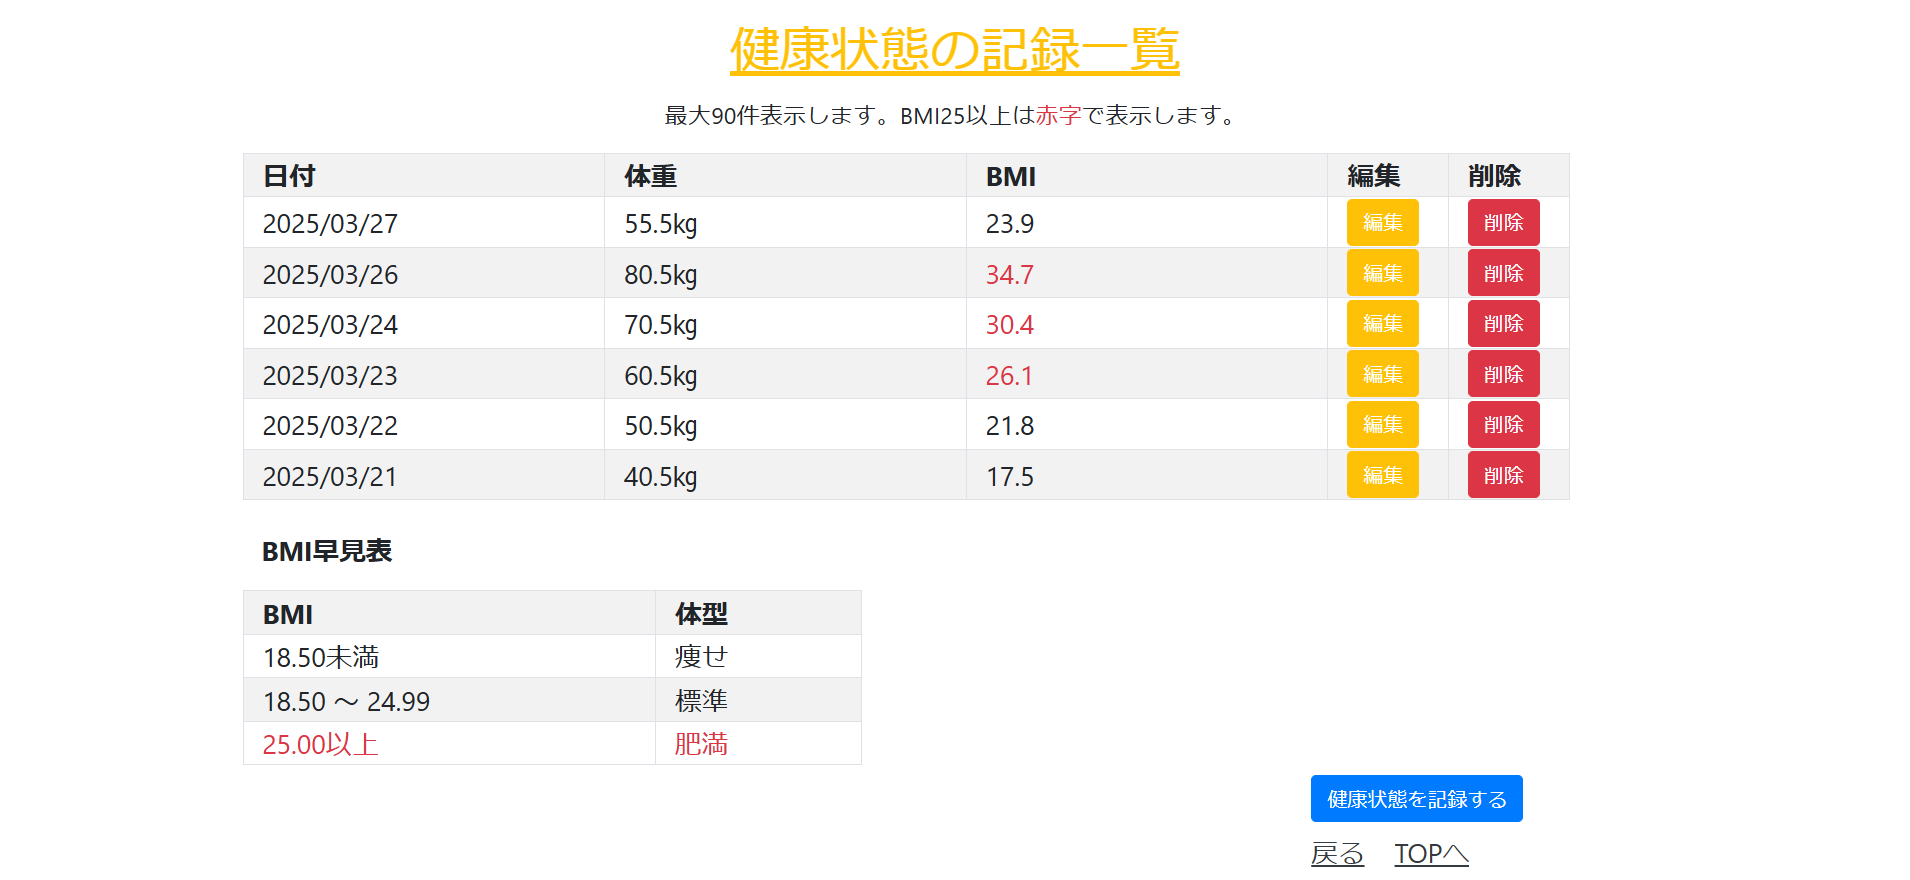 健康状態の記録一覧
最大90件表示します。BMI25以上は赤字で表示します。
日付 体重 BMI 編集 削除
2025/03/27 55.5kg 23.9 編集 削除
2025/03/26 80.5kg 34.7 編集 削除
2025/03/24 70.5kg 30.4 編集 削除
2025/03/23 60.5kg 26.1 編集 削除
2025/03/22 50.5kg 21.8 編集 削除
2025/03/21 40.5kg 17.5 編集 削除
BMI早見表
BMI 体型
18.50未満 痩せ
18.50 ～ 24.99 標準
25.00以上 肥満
健康状態を記録する
戻る TOPへ